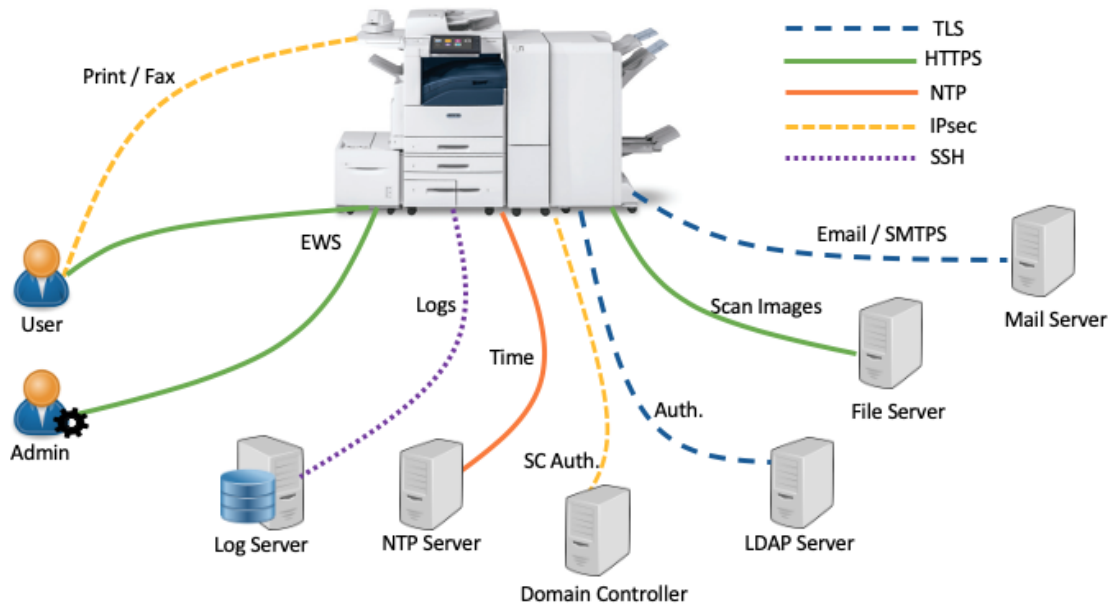 TLS
HTTPS
NTP
IPsec
SSH
Print / Fax
EWS
User
Admin
Logs
Time
SC Auth.
Auth.
Scan Images
Email / SMTPS
Mail Server
File Server
LDAP Server
Domain Controller
NTP Server
Log Server